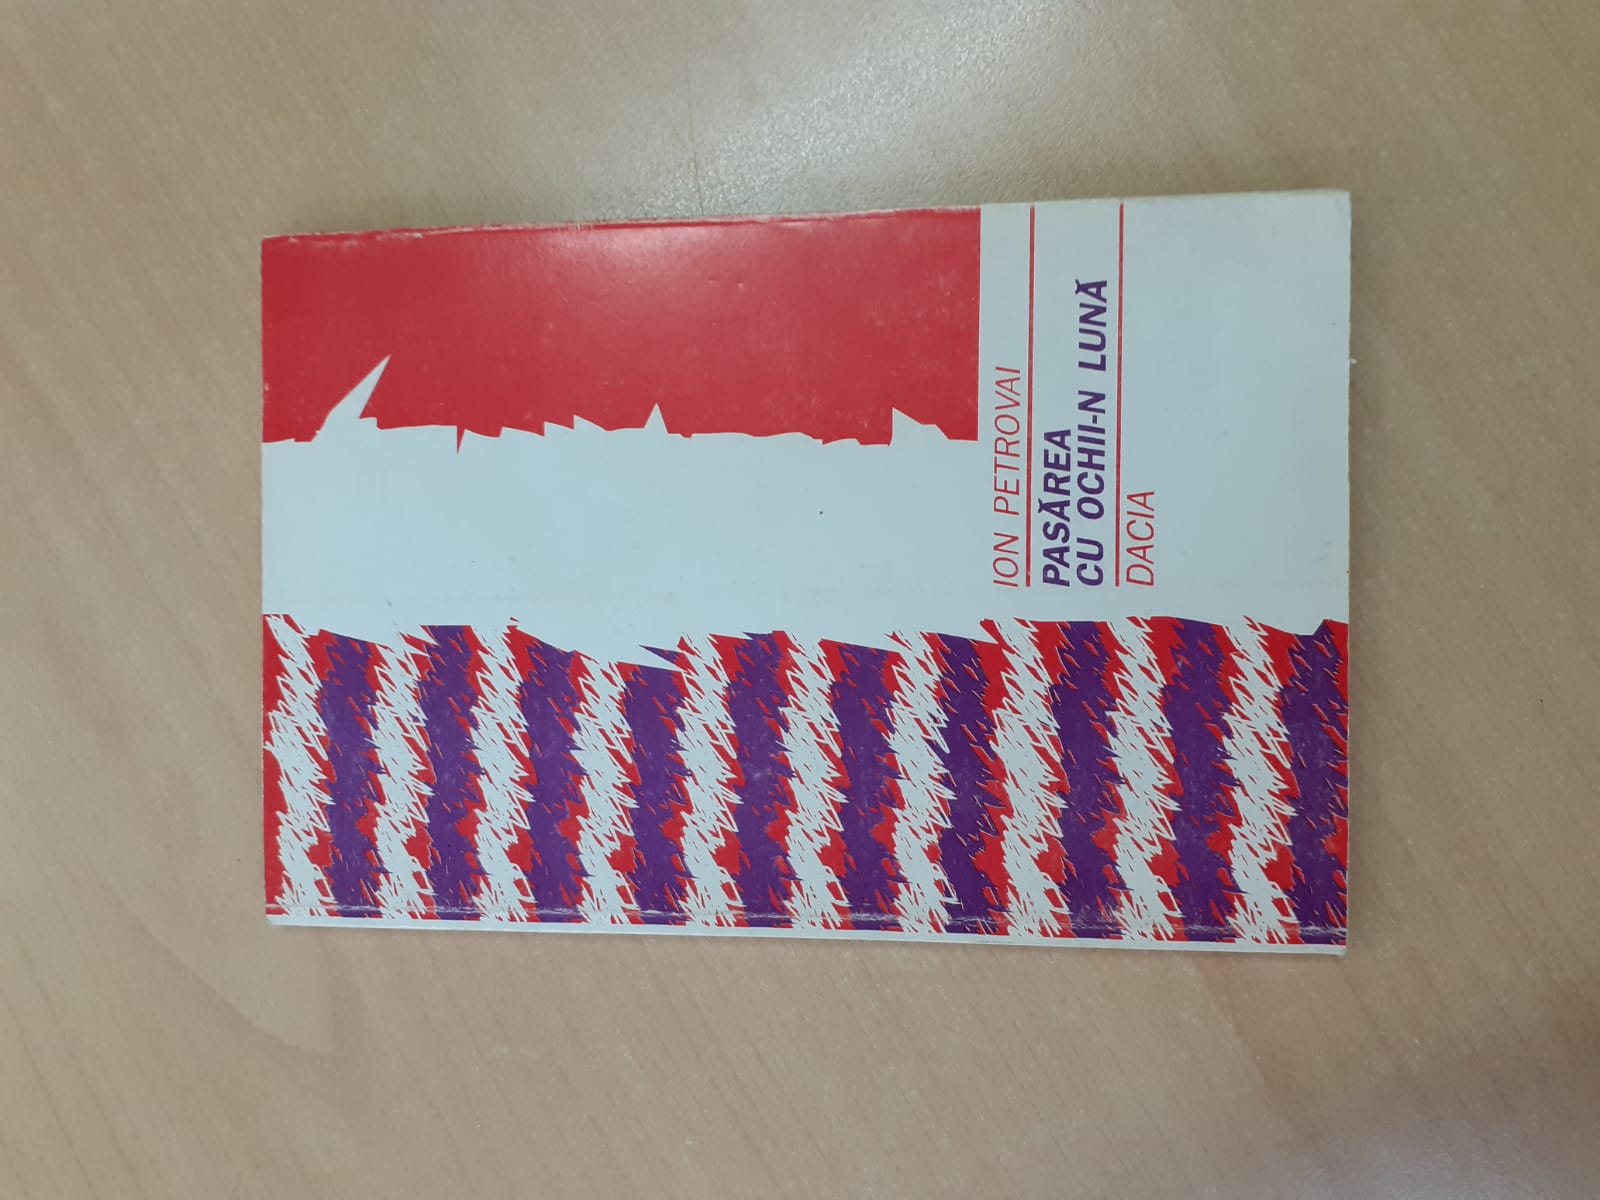 ION PETROVAI
PASĂREA
CU OCHII-N LUNĂ
DACIA